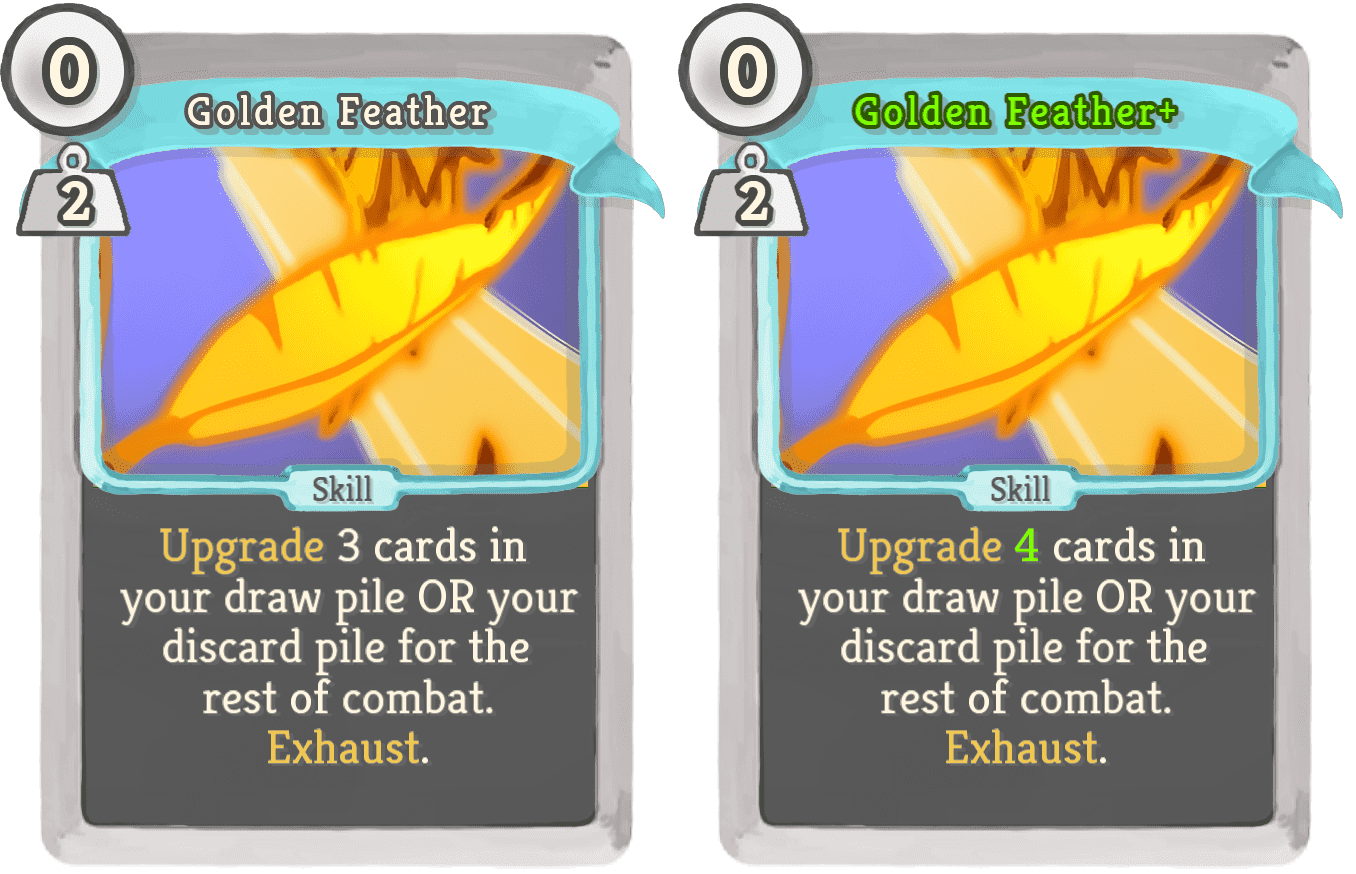 0
Golden Feather
2
Skill
Upgrade 3 cards in
your draw pile OR your
discard pile for the
rest of combat.
Exhaust.
0
Golden Feather+
2
Skill
Upgrade 4 cards in
your draw pile OR your
discard pile for the
rest of combat.
Exhaust.